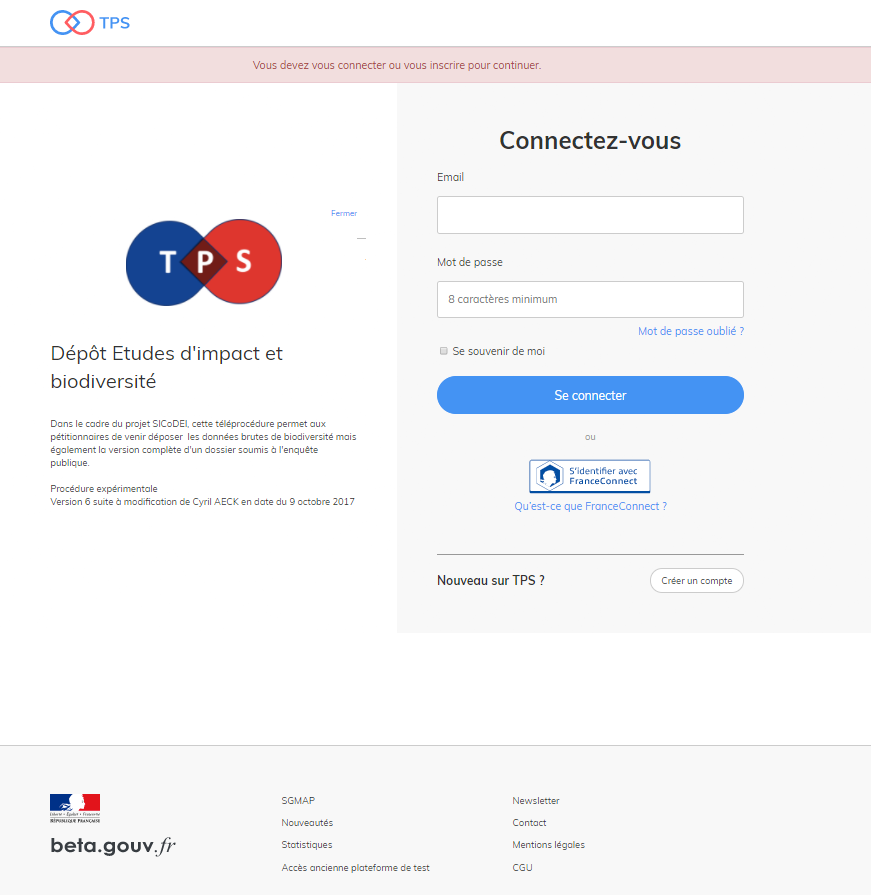 TPS
Vous devez vous connecter ou vous inscrire pour continuer.
Fermer
TPS
Dépôt Etudes d'impact et
biodiversité
Dans le cadre du projet SICoDEI, cette téléprocédure permet aux
pétitionnaires de venir déposer les données brutes de biodiversité mais
également la version complète d'un dossier soumis à l'enquête
publique.
Procédure expérimentale
Version 6 suite à modification de Cyril AECK en date du 9 octobre 2017
Connectez-vous
Email
Mot de passe
8 caractères minimum
Mot de passe oublié ?
Se souvenir de moi
Se connecter
ou
S'identifier avec
FranceConnect
Qu'est-ce que FranceConnect ?
Nouveau sur TPS ?
Créer un compte
Liberté • Égalité • Fraternité
RÉPUBLIQUE FRANÇAISE
beta.gouv.fr
SGMAP
Nouveautés
Statistiques
Accès ancienne plateforme de test
Newsletter
Contact
Mentions légales
CGU